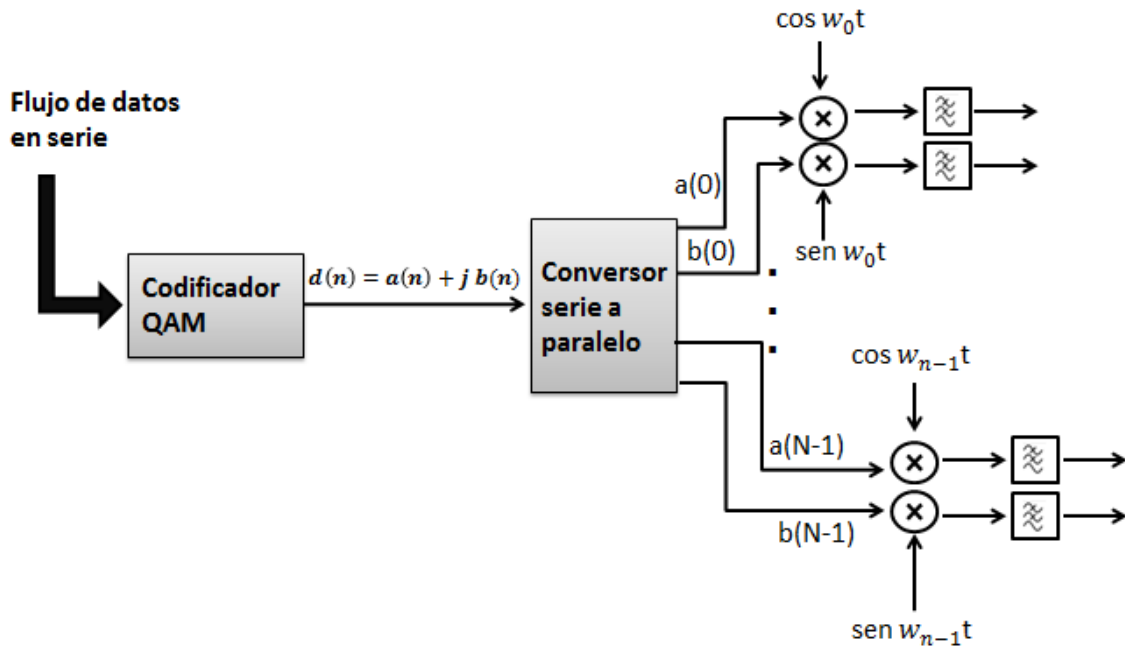 cos w₀t
Flujo de datos
en serie
a(0)
b(0)
sen w₀t
Codificador
QAM
d(n) = a(n) + j b(n)
Conversor
serie a
paralelo
cos wₙ₋₁t
a(N-1)
b(N-1)
sen wₙ₋₁t